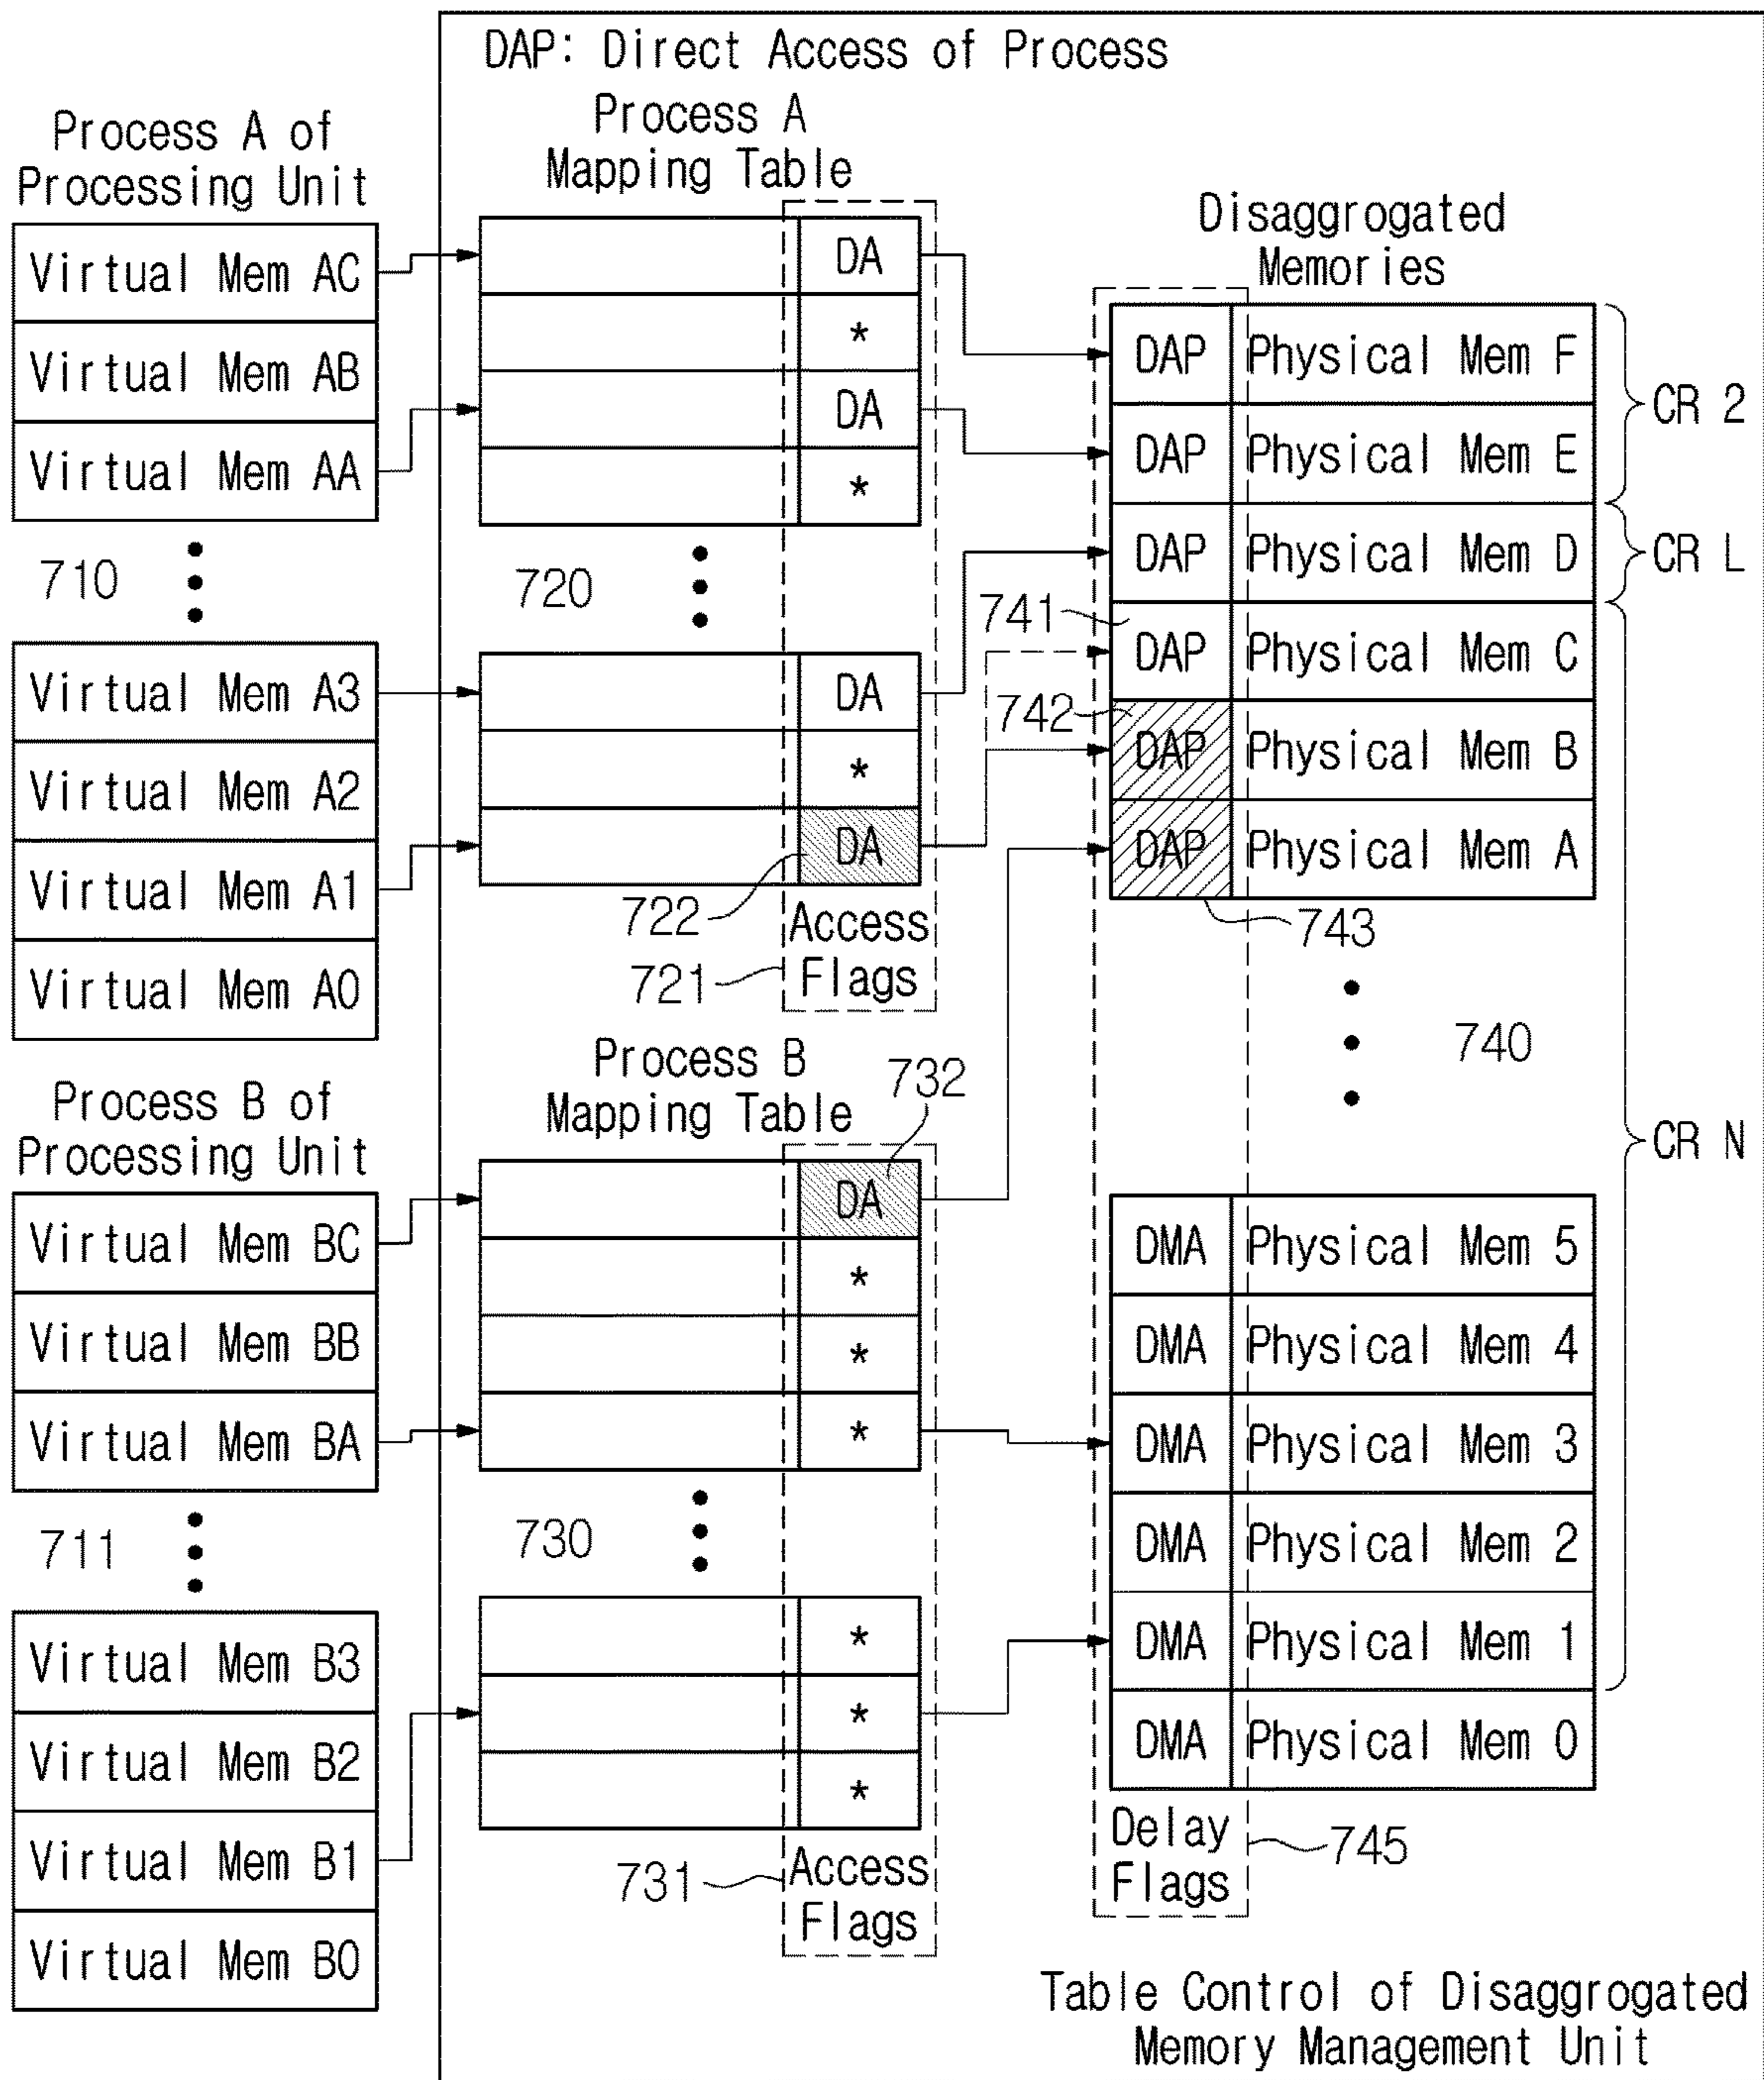 DAP: Direct Access of Process
Process A of
Processing Unit
Virtual Mem AC
Virtual Mem AB
Virtual Mem AA
710
Virtual Mem A3
Virtual Mem A2
Virtual Mem A1
Virtual Mem A0
Process B of
Processing Unit
Virtual Mem BC
Virtual Mem BB
Virtual Mem BA
711
Virtual Mem B3
Virtual Mem B2
Virtual Mem B1
Virtual Mem B0
Process A
Mapping Table
DA
*
DA
*
720
DA
*
DA
722
Access
Flags
721
Process B
Mapping Table
732
DA
*
*
*
730
*
*
*
731
Access
Flags
Disaggrogated
Memories
DAP Physical Mem F
DAP Physical Mem E
CR 2
DAP Physical Mem D
CR L
741
DAP Physical Mem C
742
DAP Physical Mem B
DAP Physical Mem A
743
740
CR N
DMA Physical Mem 5
DMA Physical Mem 4
DMA Physical Mem 3
DMA Physical Mem 2
DMA Physical Mem 1
DMA Physical Mem 0
Delay
Flags
745
Table Control of Disaggrogated
Memory Management Unit